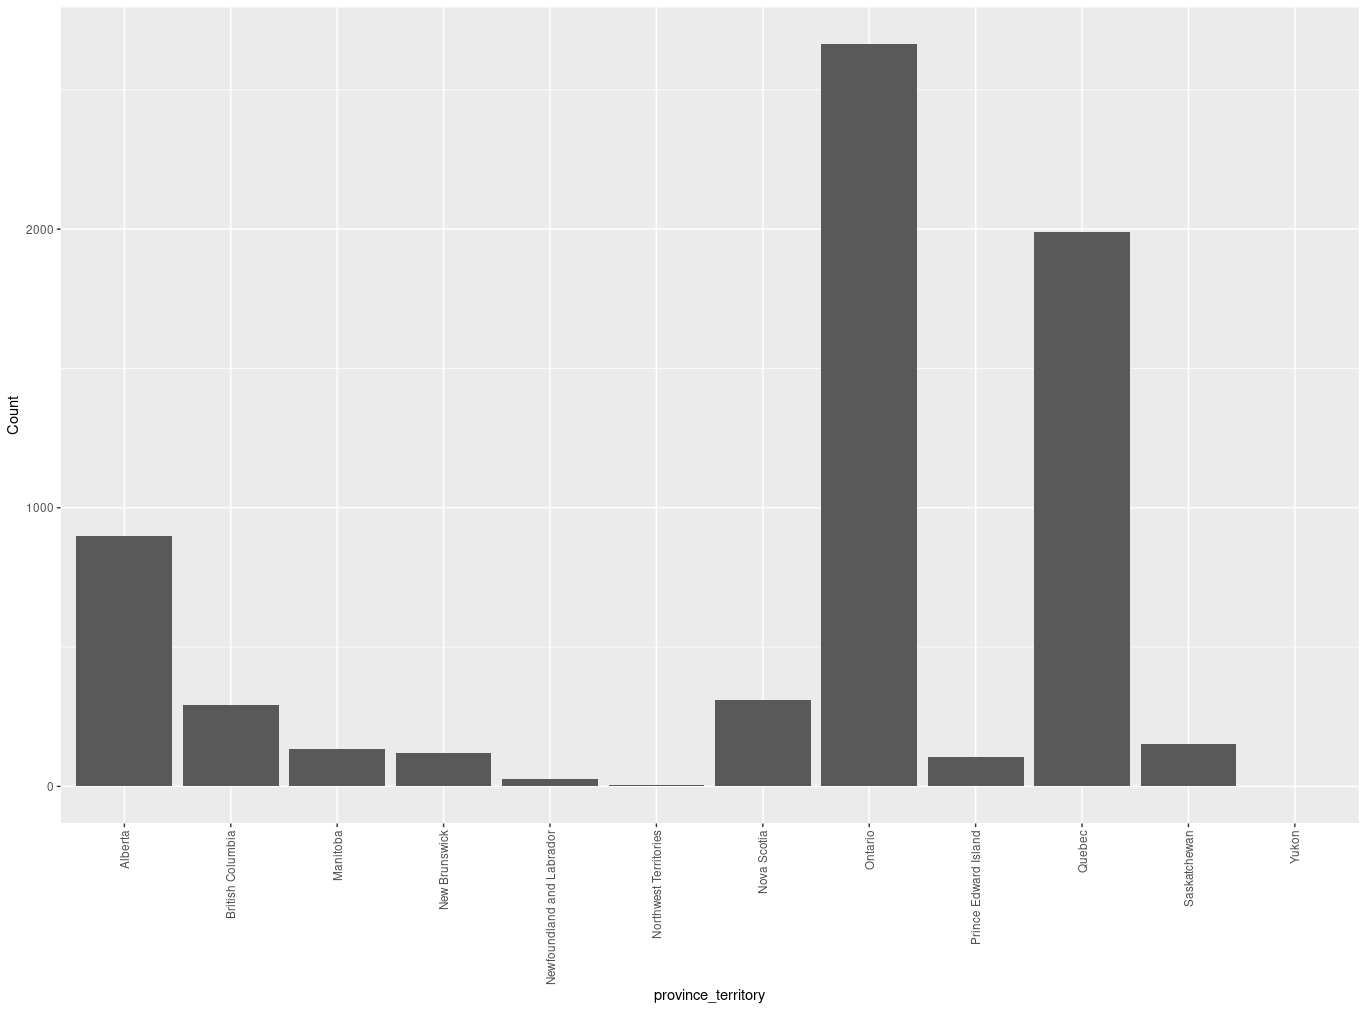 Count
2000
1000
0
Alberta
British Columbia
Manitoba
New Brunswick
Newfoundland and Labrador
Northwest Territories
Nova Scotia
Ontario
Prince Edward Island
Quebec
Saskatchewan
Yukon
province_territory